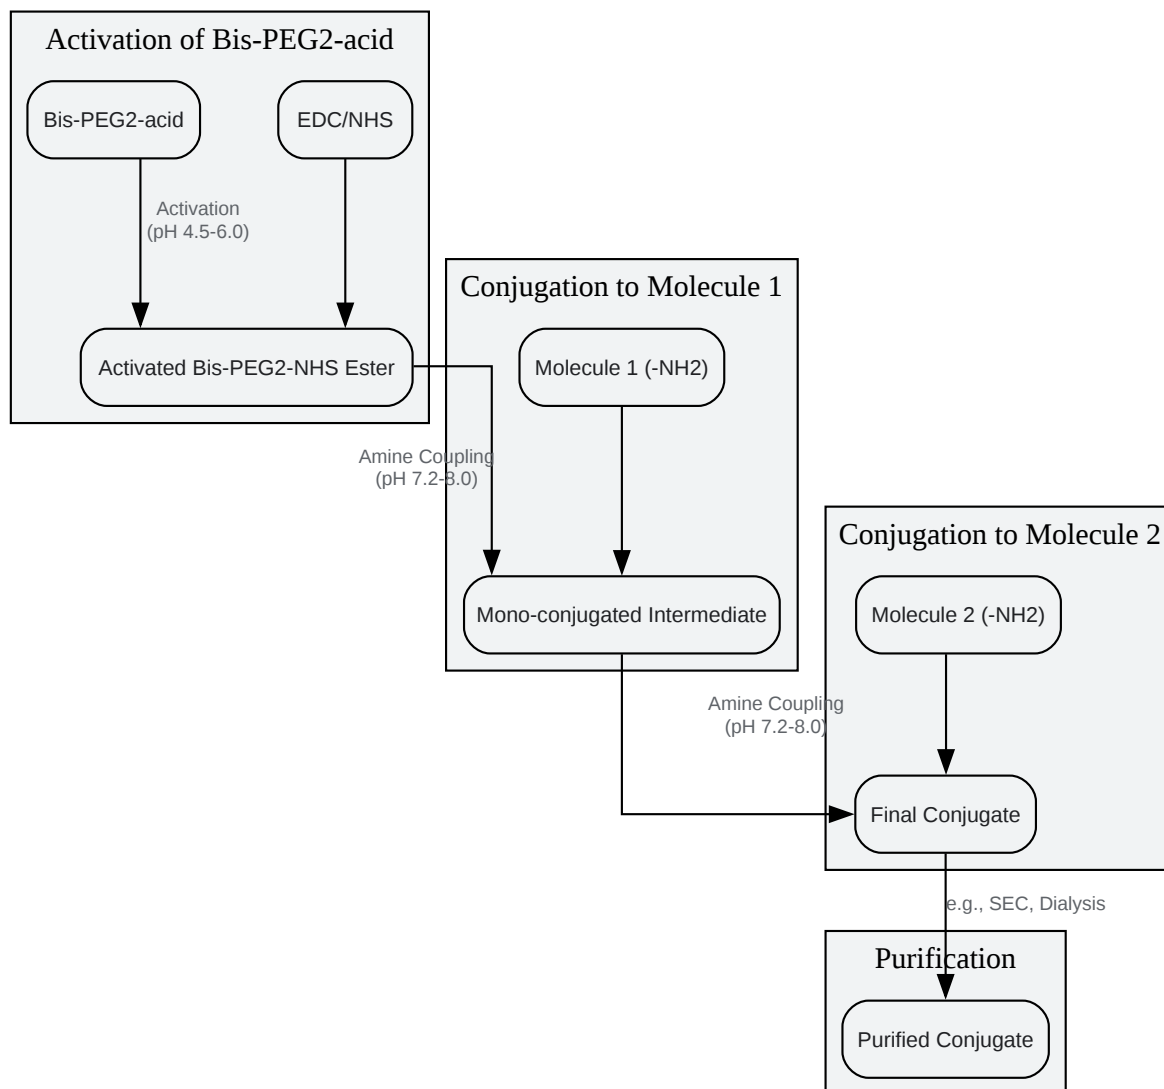 Activation of Bis-PEG2-acid
Bis-PEG2-acid
EDC/NHS
Activation
(pH 4.5-6.0)
Activated Bis-PEG2-NHS Ester
Conjugation to Molecule 1
Molecule 1 (-NH2)
Amine Coupling
(pH 7.2-8.0)
Mono-conjugated Intermediate
Conjugation to Molecule 2
Molecule 2 (-NH2)
Amine Coupling
(pH 7.2-8.0)
Final Conjugate
e.g., SEC, Dialysis
Purification
Purified Conjugate